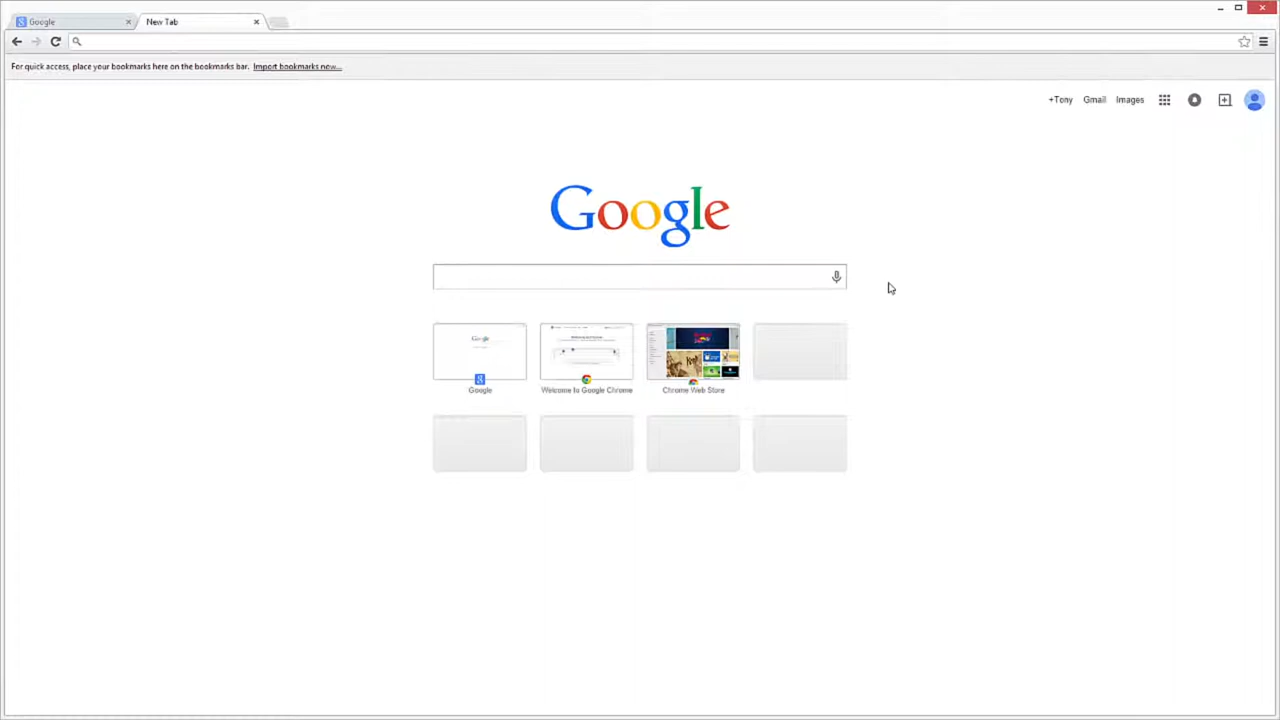 Google
New Tab
For quick access, place your bookmarks here on the bookmarks bar. Import bookmarks now...
+Tony Gmail Images
Google
Google
Welcome to Google Chrome
Chrome Web Store